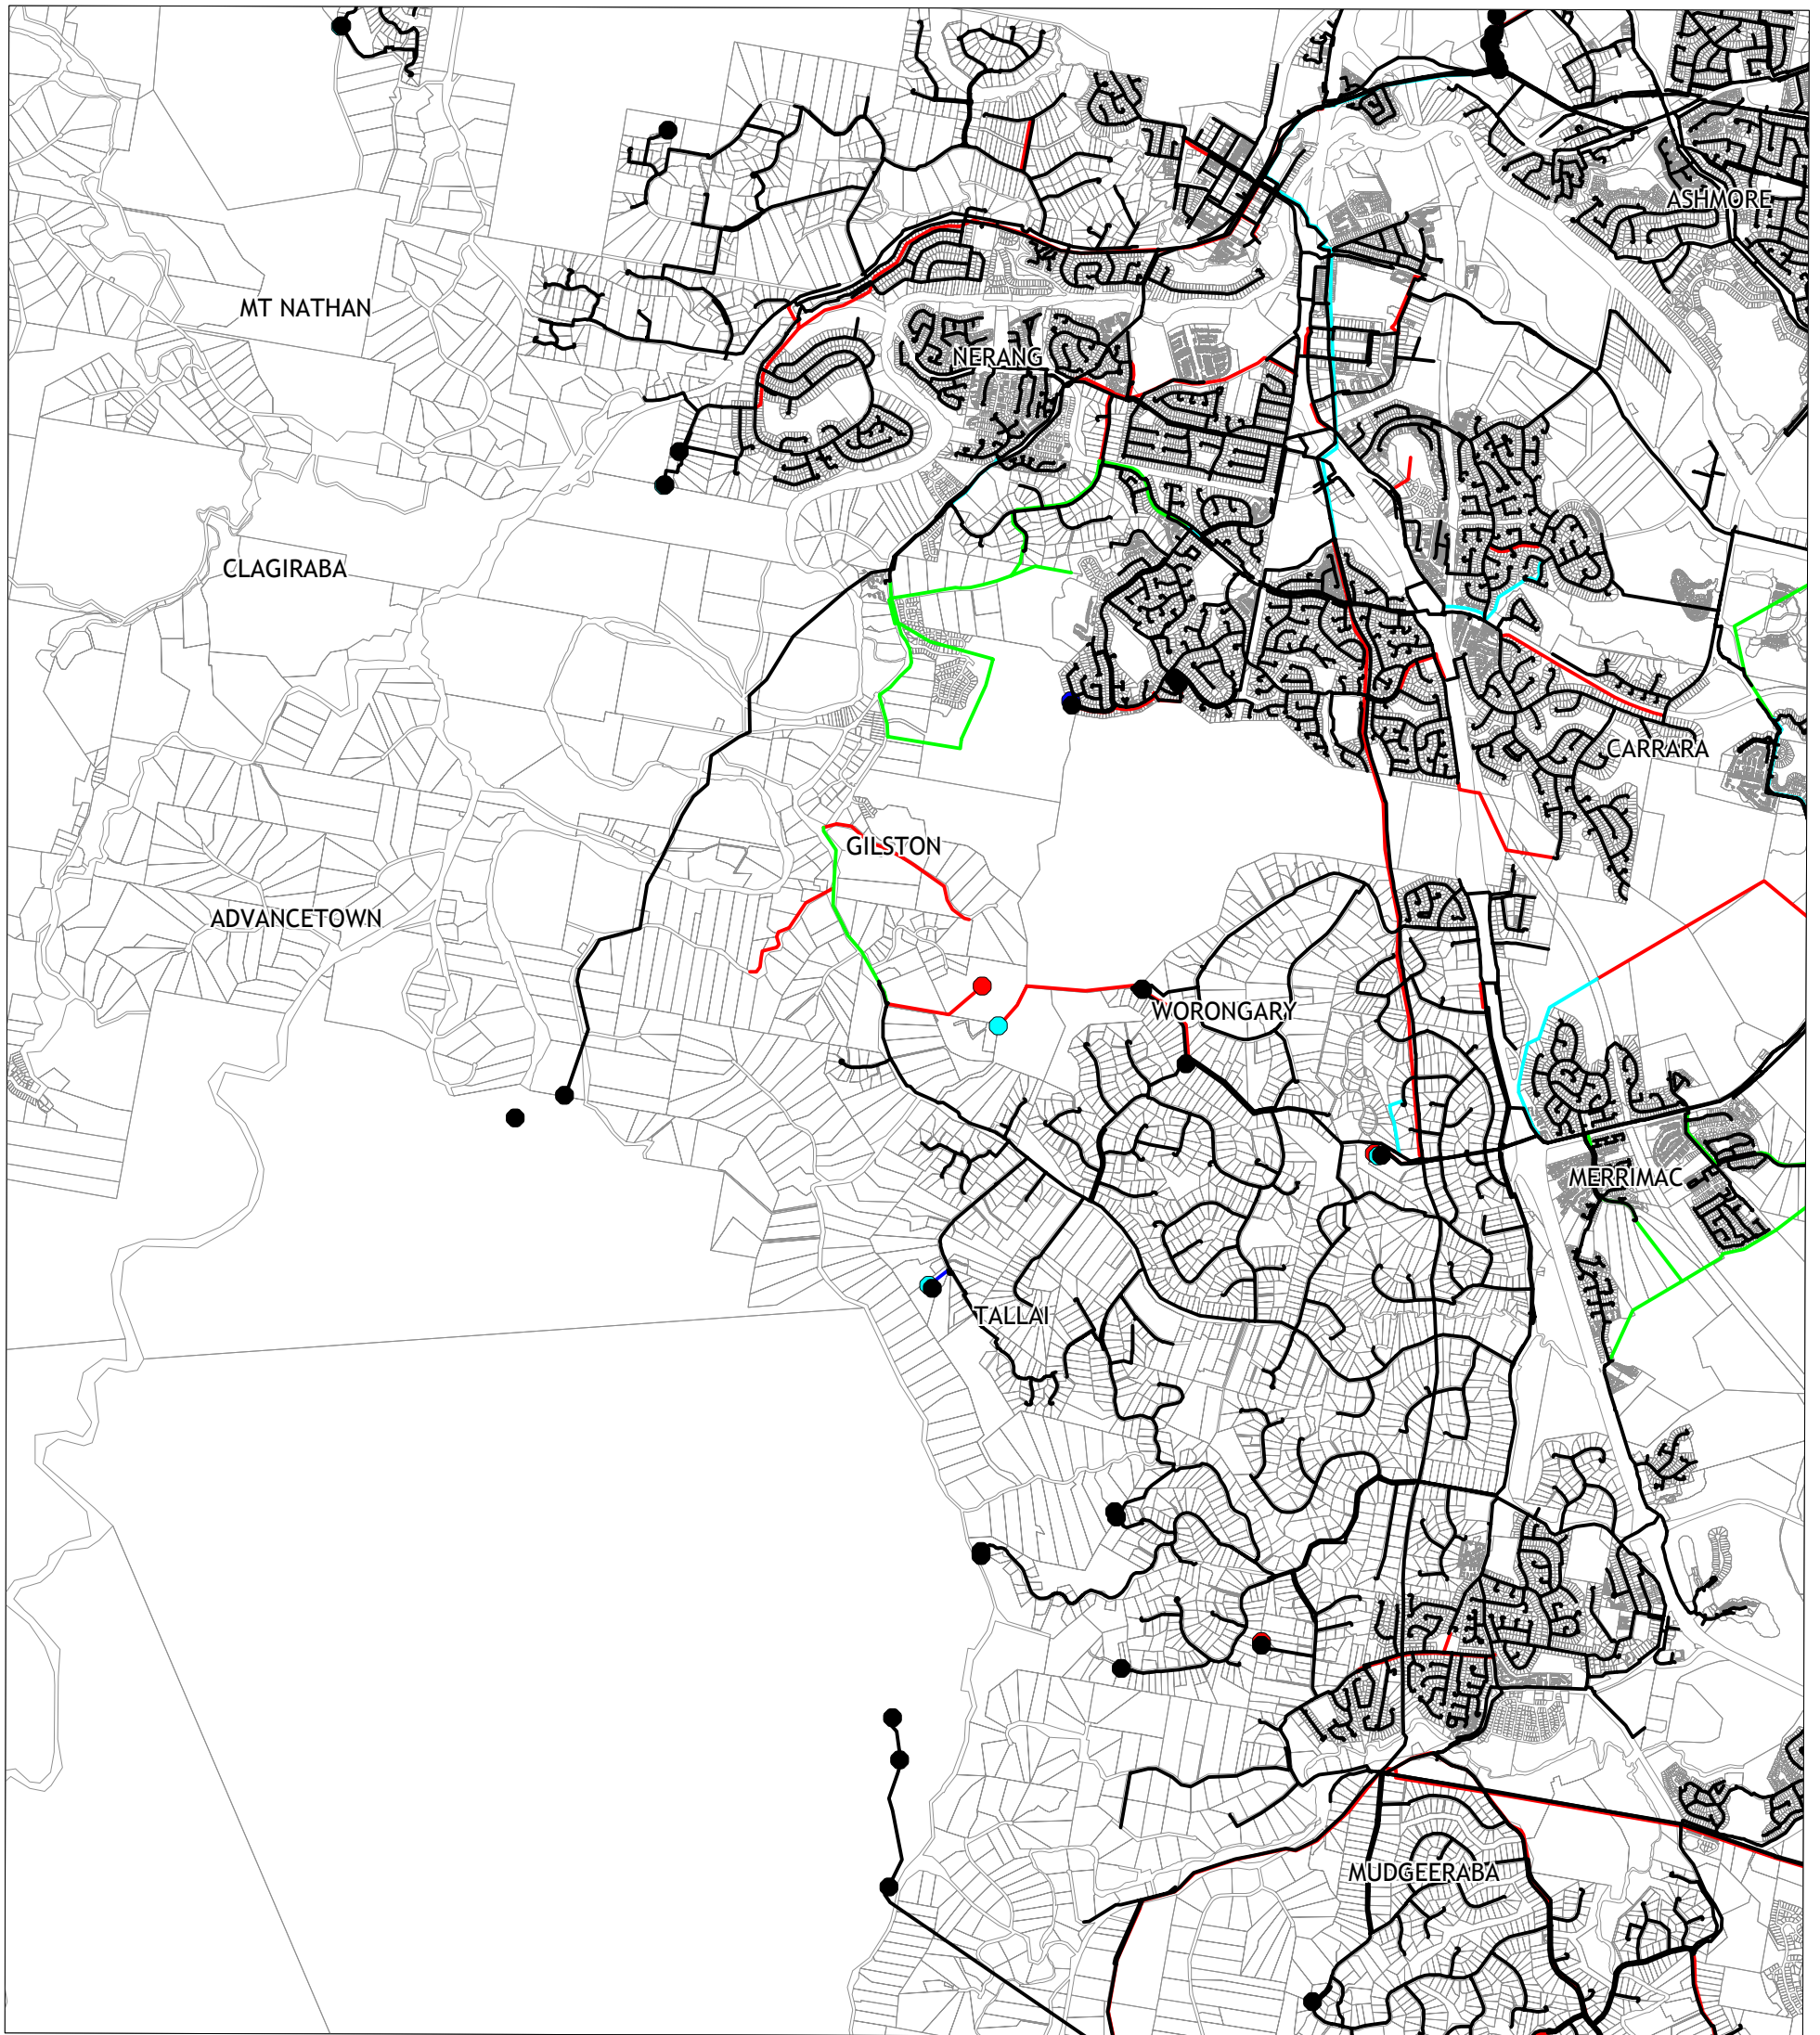 ASHMORE
MT NATHAN
NERANG
CLAGIRABA
CARRARA
GILSTON
ADVANCETOWN
WORONGARY
MERRIMAC
TALLAI
MUDGEERABA